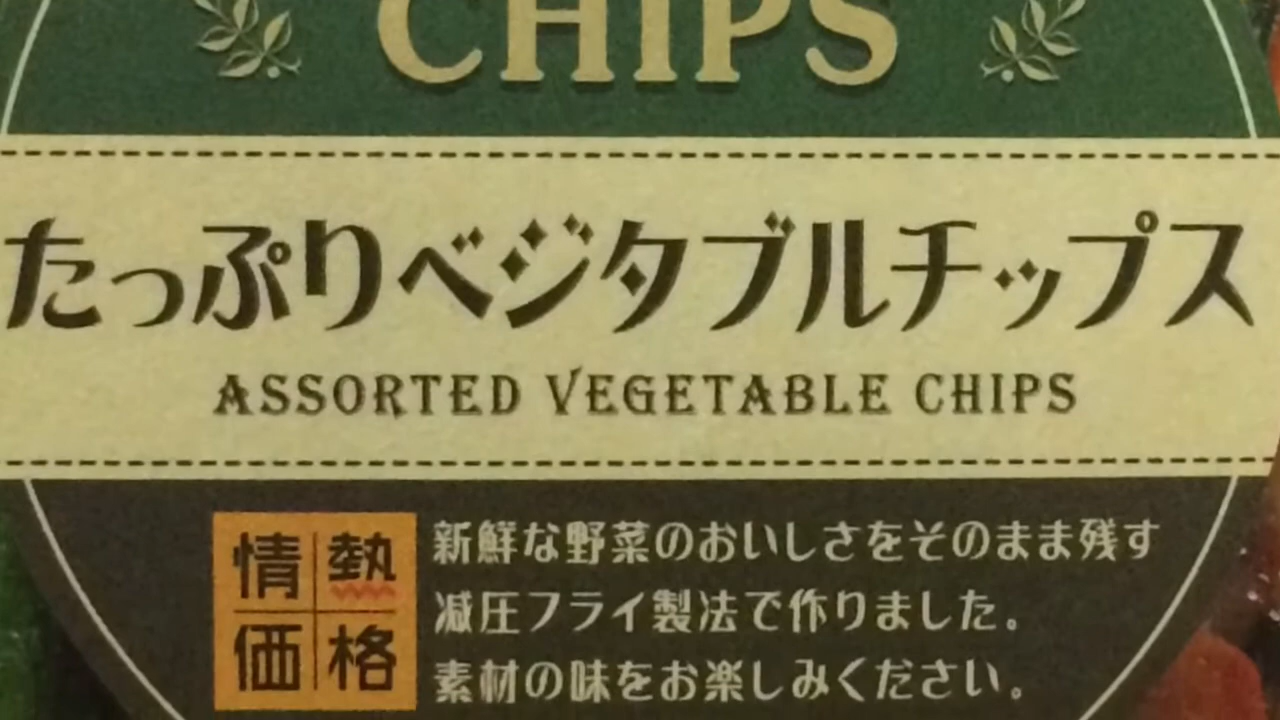 CHIPS
たっぷりベジタブルチップス
ASSORTED VEGETABLE CHIPS
情熱
価格
新鮮な野菜のおいしさをそのまま残す
減圧フライ製法で作りました。
素材の味をお楽しみください。